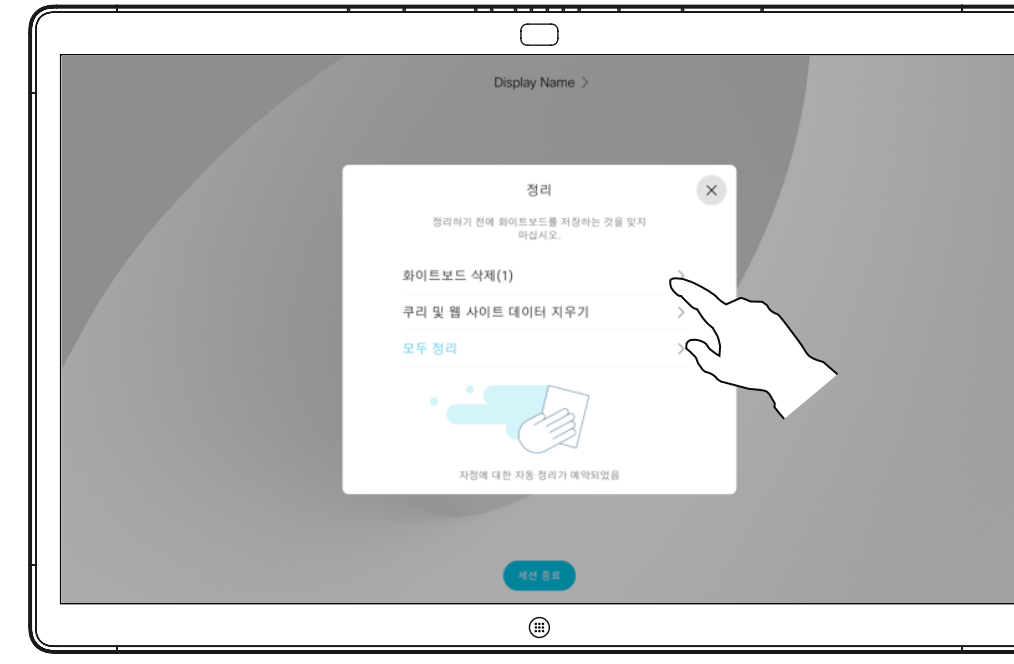 Display Name
정리
정리하기 전에 화이트보드를 저장하는 것을 잊지
마십시오.
화이트보드 삭제(1)
쿠리 및 웹 사이트 데이터 지우기
모두 정리
자정에 대한 자동 정리가 예약되었음
세션 종료